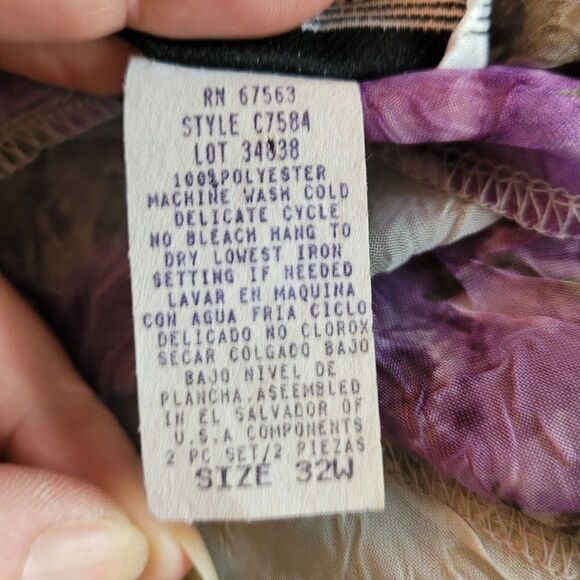 RN 67563
STYLE C7584
LOT 34838
100%POLYESTER
MACHINE WASH COLD
DELICATE CYCLE
NO BLEACH HANG TO
DRY LOWEST IRON
SETTING IF NEEDED
LAVAR EN MAQUINA
CON AGUA FRIA CICLO
DELICADO NO CLOROX
SECAR COLGADO BAJO
BAJO NIVEL DE
PLANCHA.ASEEMBLED
IN EL SALVADOR OF
U.S.A COMPONENTS
2 PC SET/2 PIEZAS
SIZE 32W